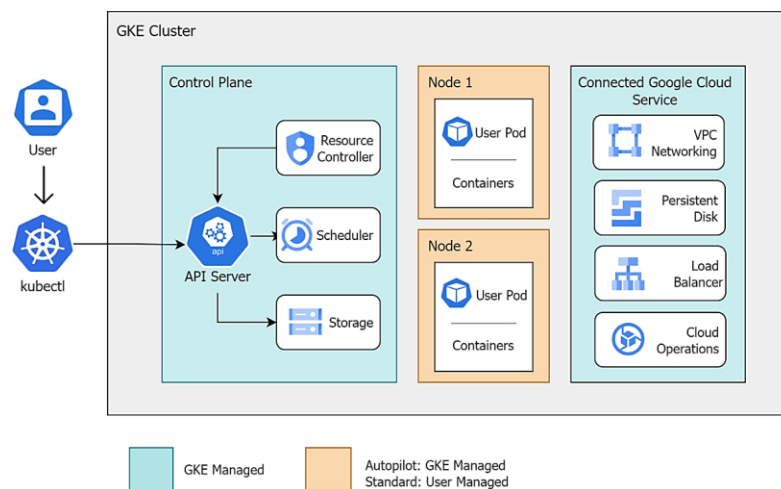 GKE Cluster
User
kubectl
Control Plane
Resource
Controller
api
API Server
Scheduler
Storage
Node 1
User Pod
Containers
Node 2
User Pod
Containers
Connected Google Cloud
Service
VPC
Networking
Persistent
Disk
Load
Balancer
Cloud
Operations
GKE Managed
Autopilot: GKE Managed
Standard: User Managed